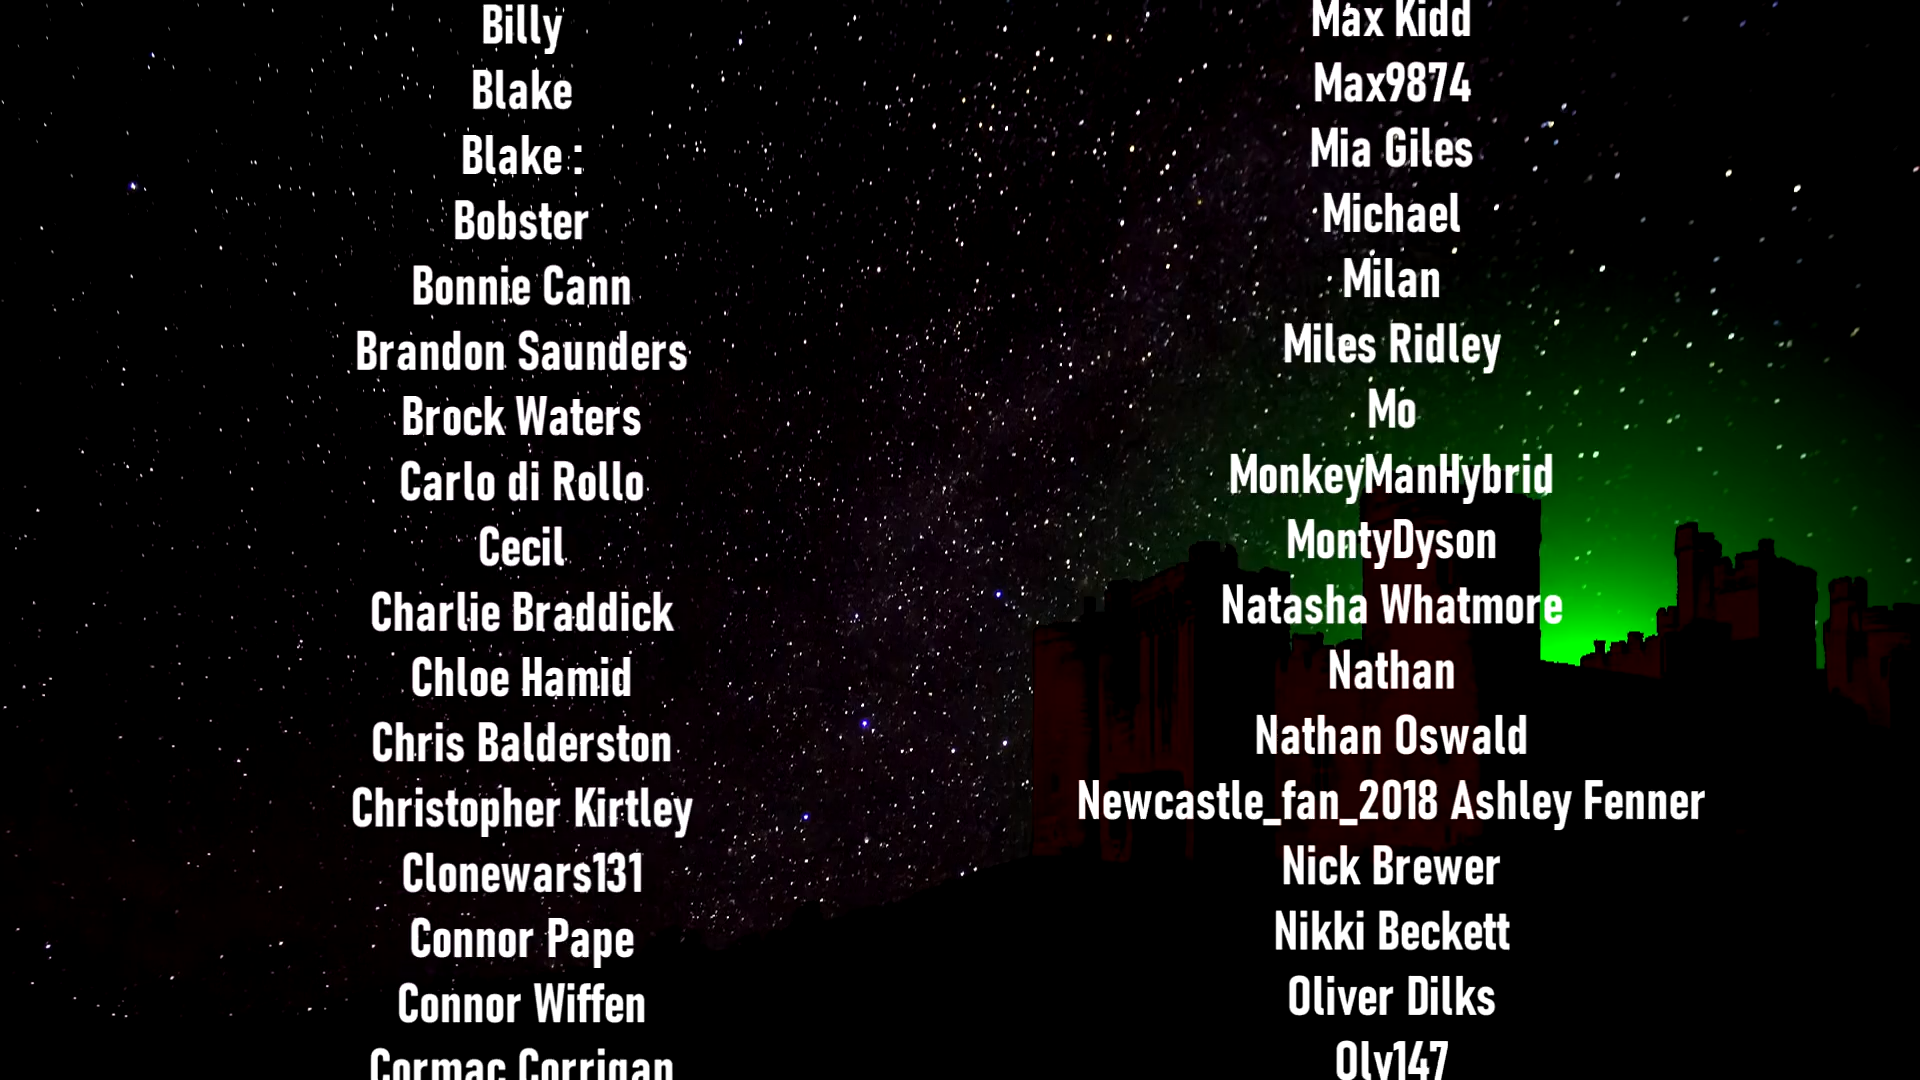 Billy
Blake
Blake :
Bobster
Bonnie Cann
Brandon Saunders
Brock Waters
Carlo di Rollo
Cecil
Charlie Braddick
Chloe Hamid
Chris Balderston
Christopher Kirtley
Clonewars131
Connor Pape
Connor Wiffen
Cormac Corrigan
Max Kidd
Max9874
Mia Giles
Michael
Milan
Miles Ridley
Mo
MonkeyManHybrid
MontyDyson
Natasha Whatmore
Nathan
Nathan Oswald
Newcastle_fan_2018 Ashley Fenner
Nick Brewer
Nikki Beckett
Oliver Dilks
Oly147